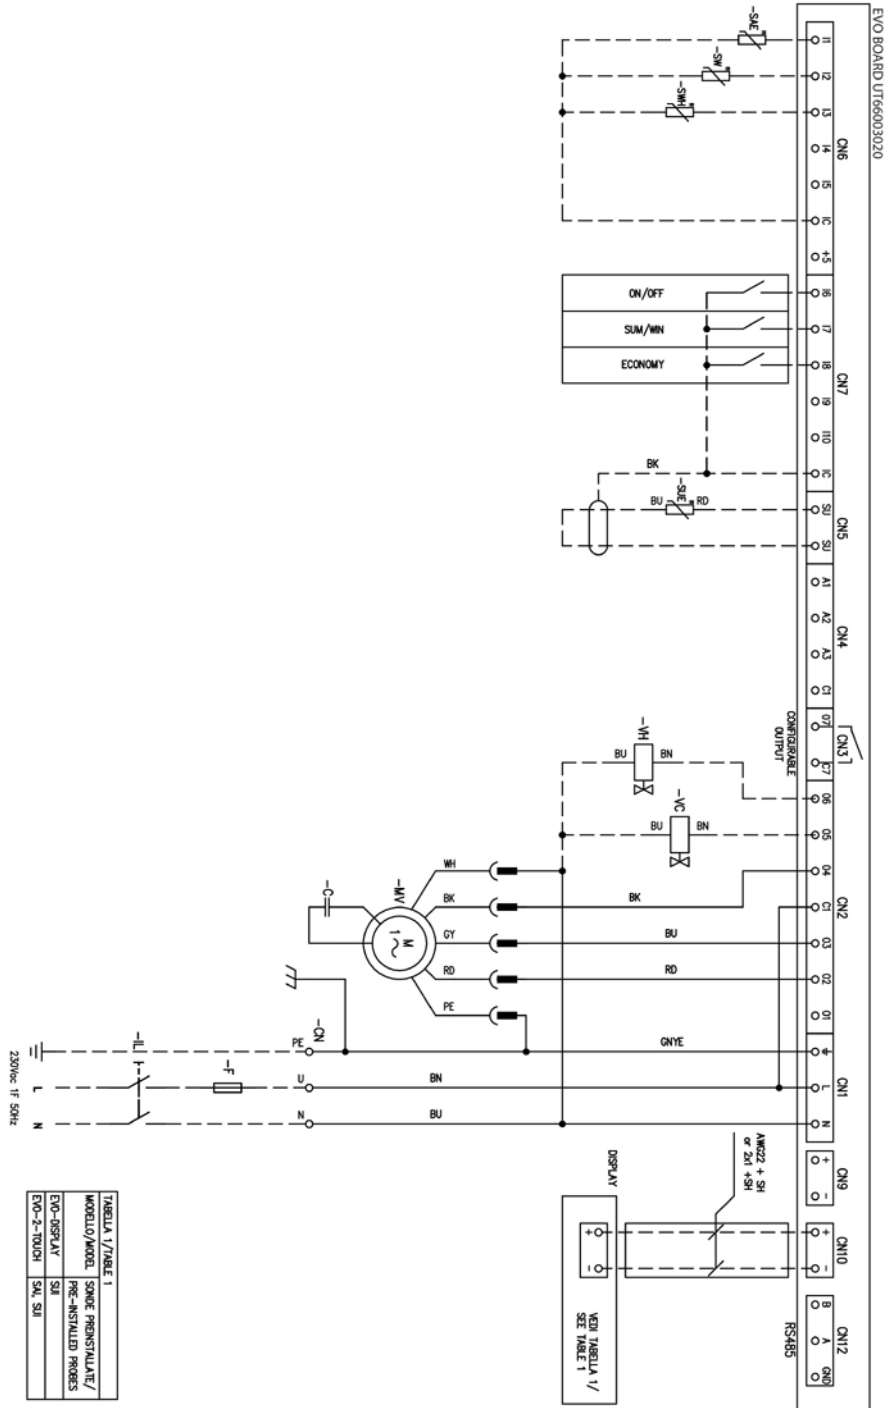 EVO BOARD UT66003020
I1
I2
I3
I4
I5
IC
+5
CN6
-SAE
-SW
-SWH
I6
I7
I8
I9
I10
IC
CN7
ON/OFF
SUM/WIN
ECONOMY
BK
SU
SU
CN5
BU
-SUE
RD
A1
A2
A3
C1
CN4
O7
C7
CN3
CONFIGURABLE
OUTPUT
-VH
BU
BN
-VC
BU
BN
O6
O5
O4
C1
O3
O2
O1
CN2
WH
BK
GY
RD
PE
BK
BU
RD
-MV
M
1
-C
-CN
PE
U
N
GNYE
BN
BU
L
N
CN1
-IL
-F
L
N
230Vac 1F 50Hz
+
-
CN9
+
-
CN10
AWG22 + SH
or 2x1 +SH
DISPLAY
+
-
VEDI TABELLA 1/
SEE TABLE 1
B
A
GND
CN12
RS485
TABELLA 1/TABLE 1
MODELLO/MODEL
SONDE PREINSTALLATE/
PRE-INSTALLED PROBES
EVO-DISPLAY
SUI
EVO-2-TOUCH
SAI, SUI